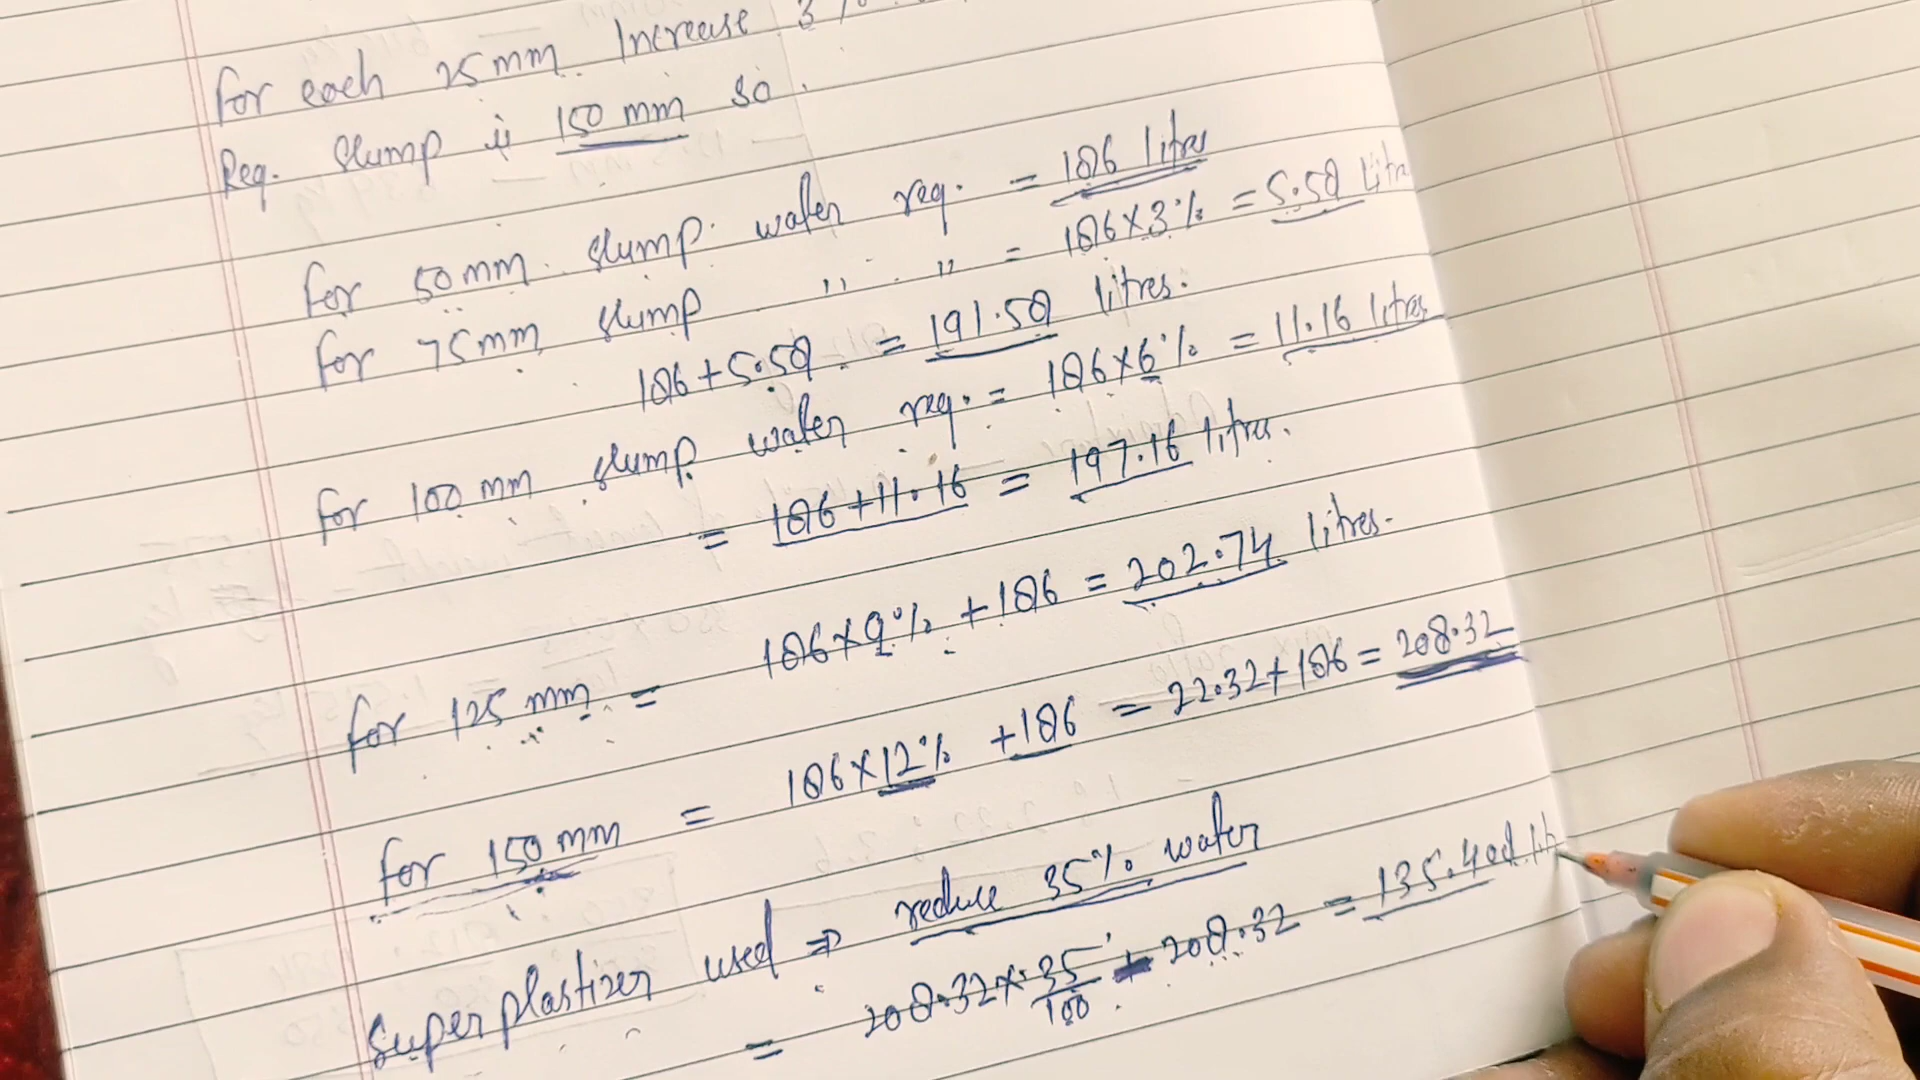 for each 25mm Increase 3%
Req. slump is 150 mm so.
for 50mm slump water req. = 186 litres
for 75mm slump ,, ,, = 186×3% = 5.58 Litre
186+5.58 = 191.58 litres.
for 100 mm slump water req. = 186×6% = 11.16 litres
= 186+11.16 = 197.16 litres.
for 125 mm = 186×9% +186 = 202.74 litres.
for 150 mm = 186×12% +186 = 22.32+186 = 208.32
Superplastizer used ⇒ reduce 35% water
= 208.32×35/100 - 208.32 = 135.408 lit